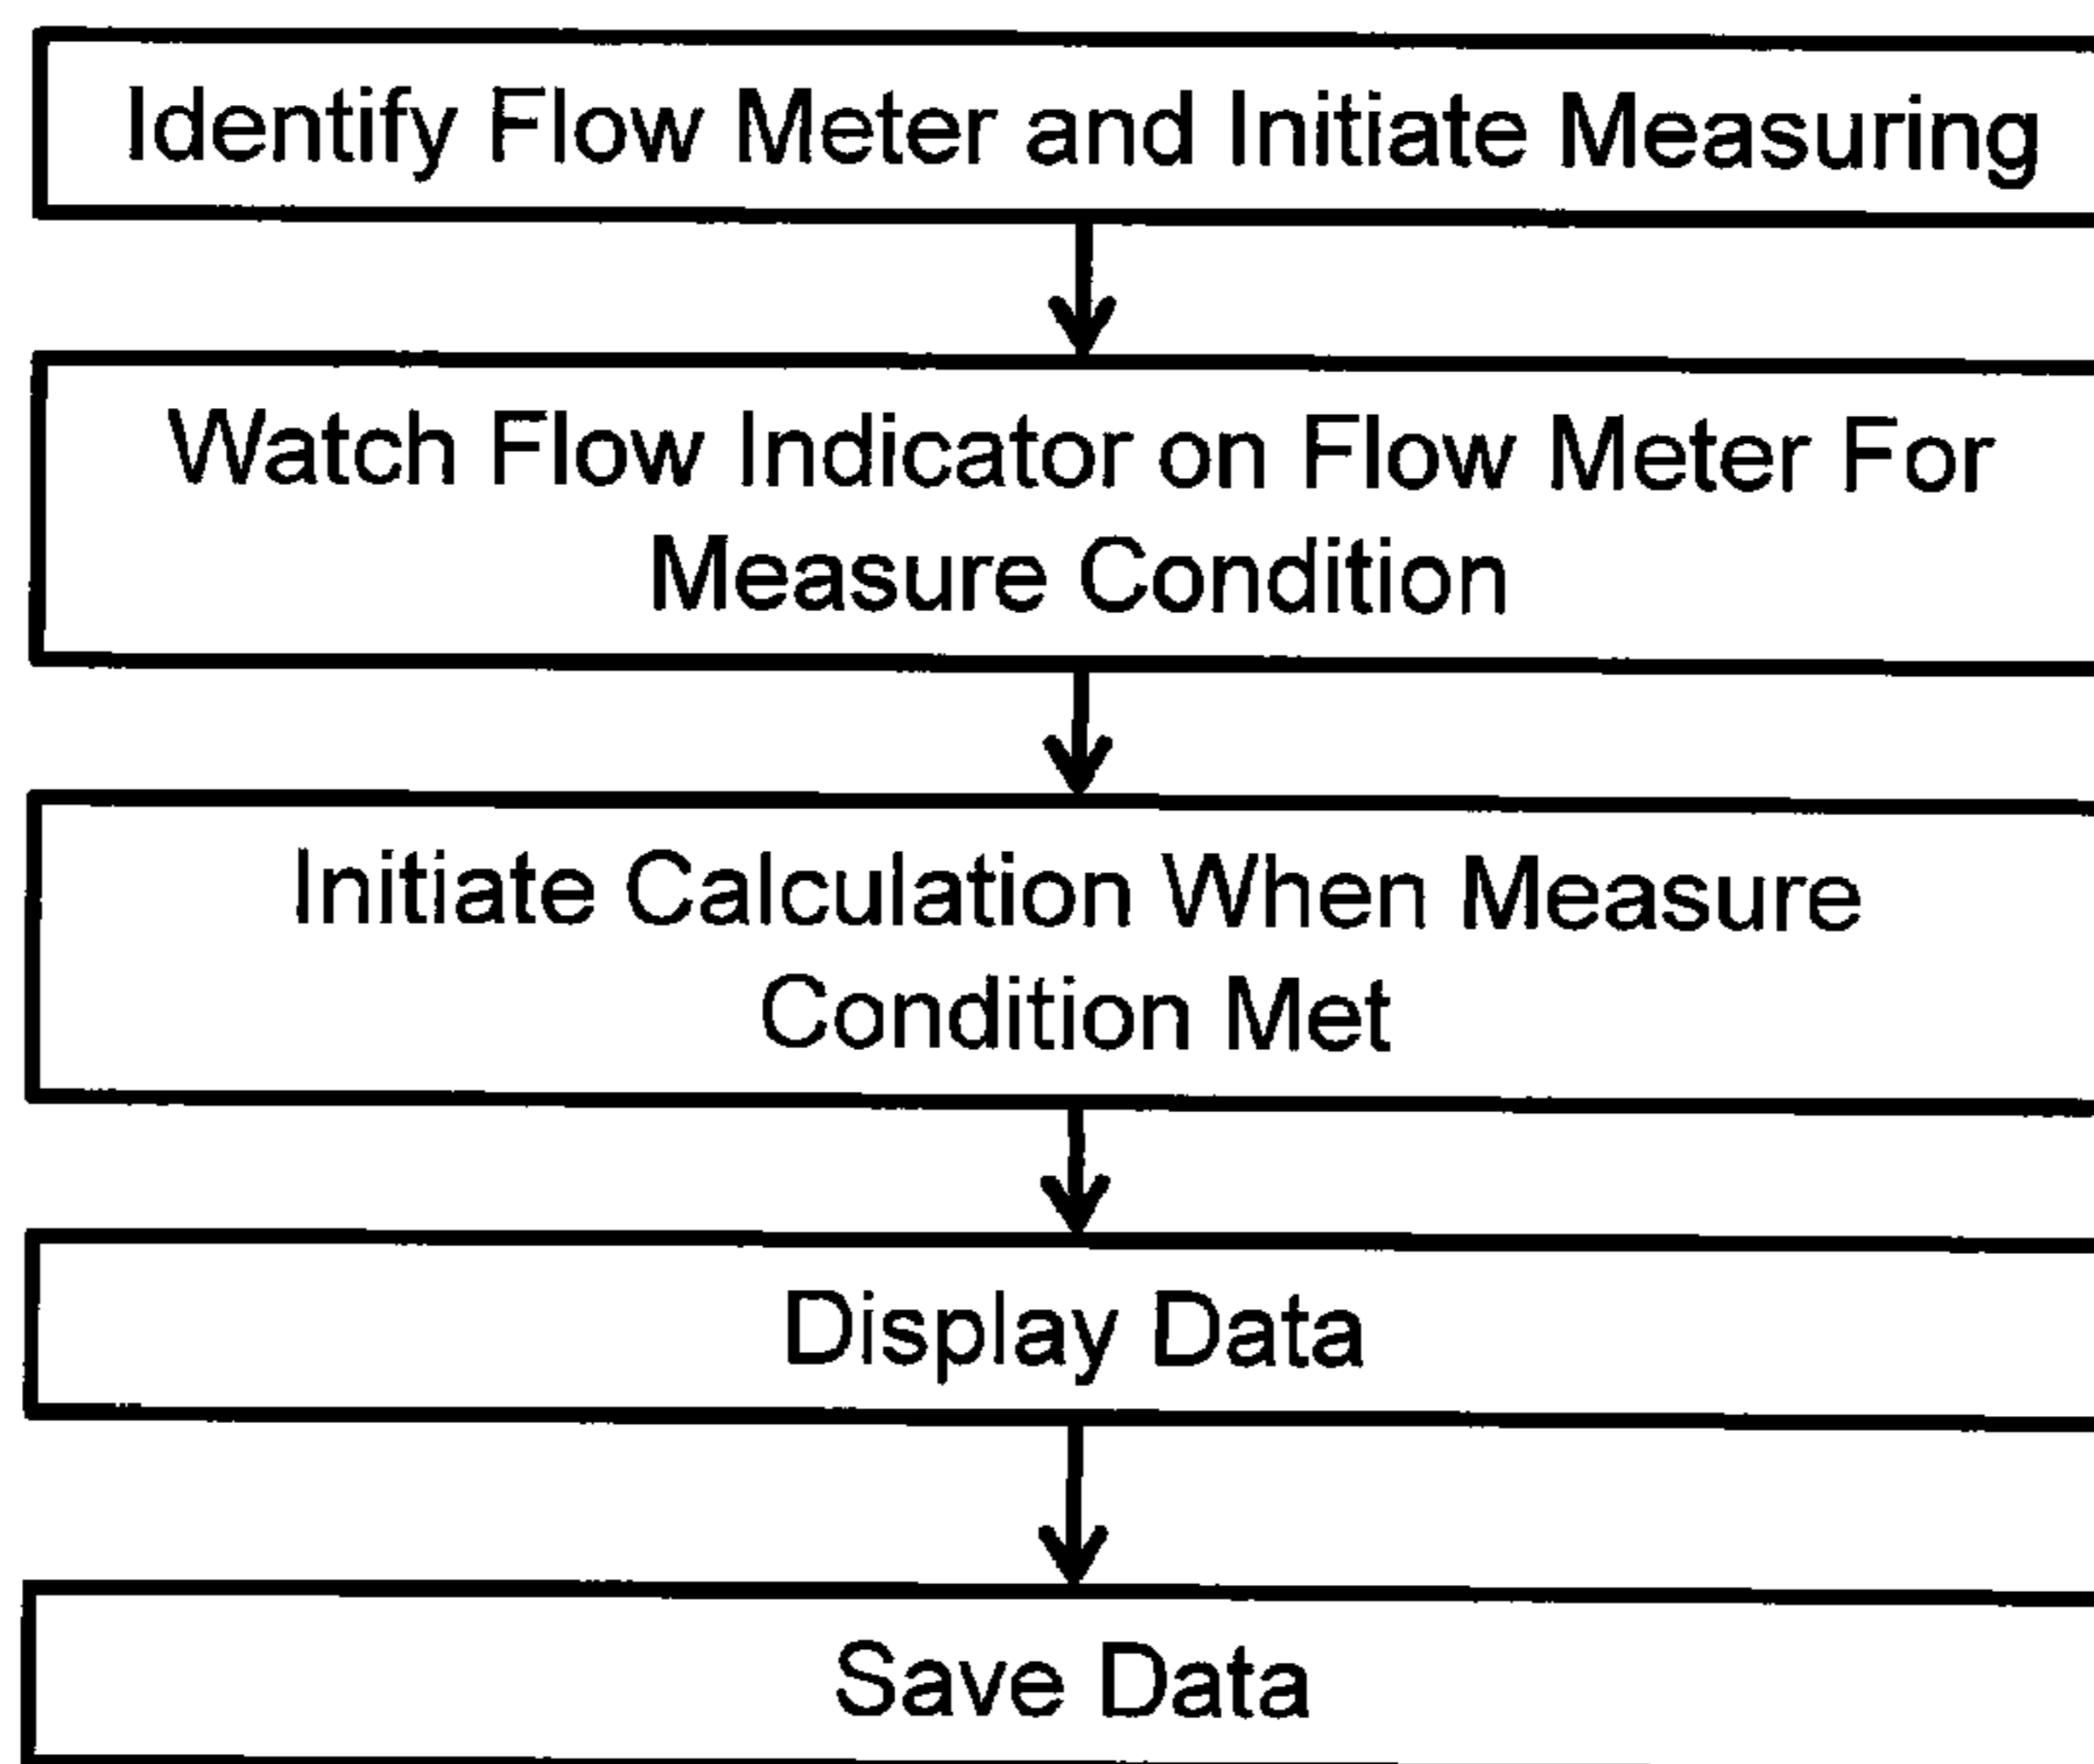 Identify Flow Meter and Initiate Measuring
Watch Flow Indicator on Flow Meter For
Measure Condition
Initiate Calculation When Measure
Condition Met
Display Data
Save Data